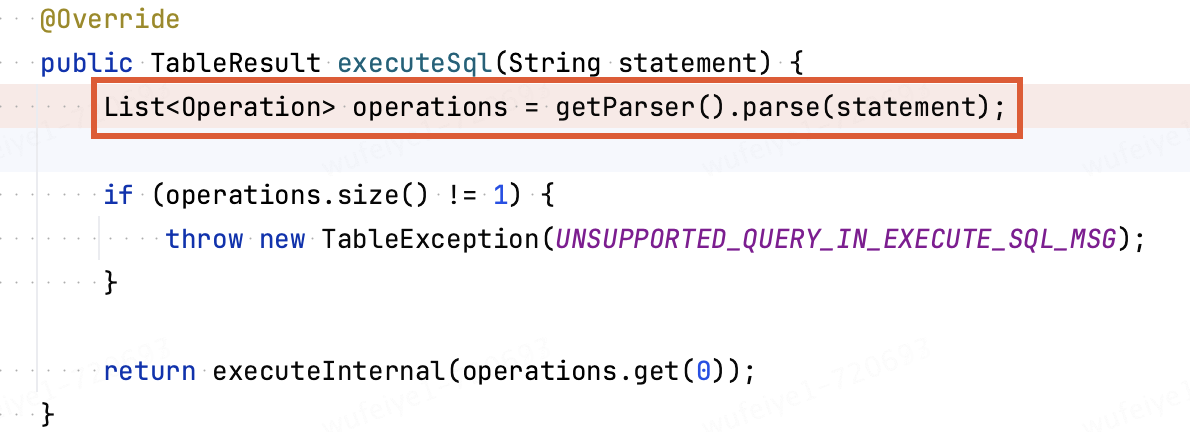 @Override
public TableResult executeSql(String statement) {
List<Operation> operations = getParser().parse(statement);
if (operations.size() != 1) {
throw new TableException(UNSUPPORTED_QUERY_IN_EXECUTE_SQL_MSG);
}
return executeInternal(operations.get(0));
}